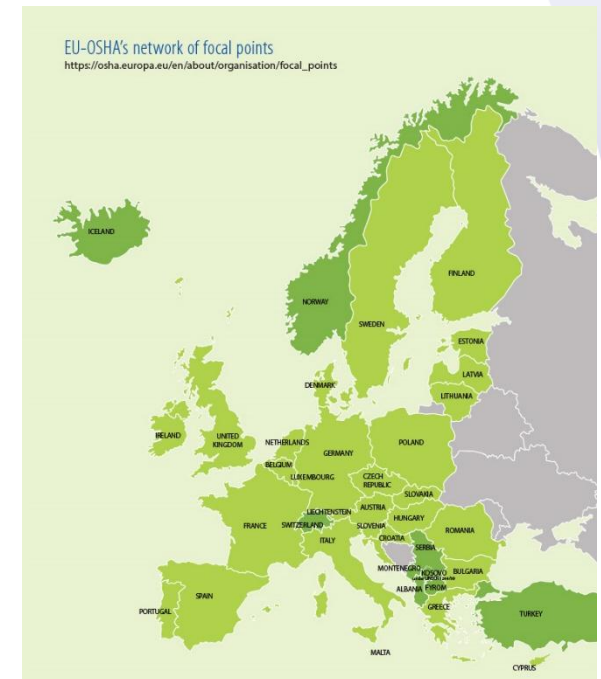 EU-OSHA's network of focal points
https://osha.europa.eu/en/about/organisation/focal_points
ICELAND
NORWAY
FINLAND
SWEDEN
ESTONIA
LATVIA
LITHUANIA
DENMARK
IRELAND
UNITED
KINGDOM
NETHERLANDS
BELGIUM
LUXEMBOURG
GERMANY
POLAND
CZECH
REPUBLIC
SLOVAKIA
AUSTRIA
LIECHTENSTEIN
SWITZERLAND
FRANCE
HUNGARY
SLOVENIA
CROATIA
ROMANIA
ITALY
SERBIA
MONTENEGRO
KOSOVO
BULGARIA
ALBANIA
FYROM
GREECE
PORTUGAL
SPAIN
TURKEY
MALTA
CYPRUS